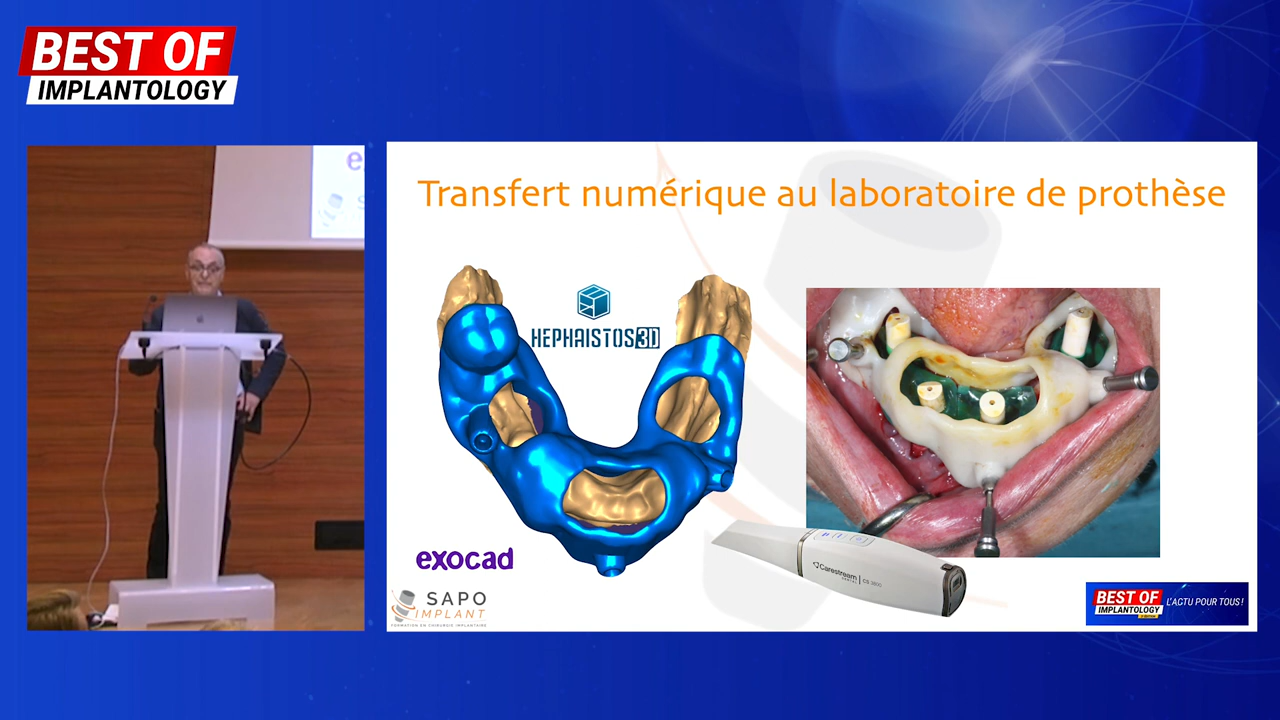 BEST OF
IMPLANTOLOGY
e
Transfert numérique au laboratoire de prothèse
HEPHAISTOS3D
exocad
SAPO
IMPLANT
FORMATION EN CHIRURGIE IMPLANTAIRE
Carestream
DENTAL
CS 3600
BEST OF
IMPLANTOLOGY
L'ACTU POUR TOUS !